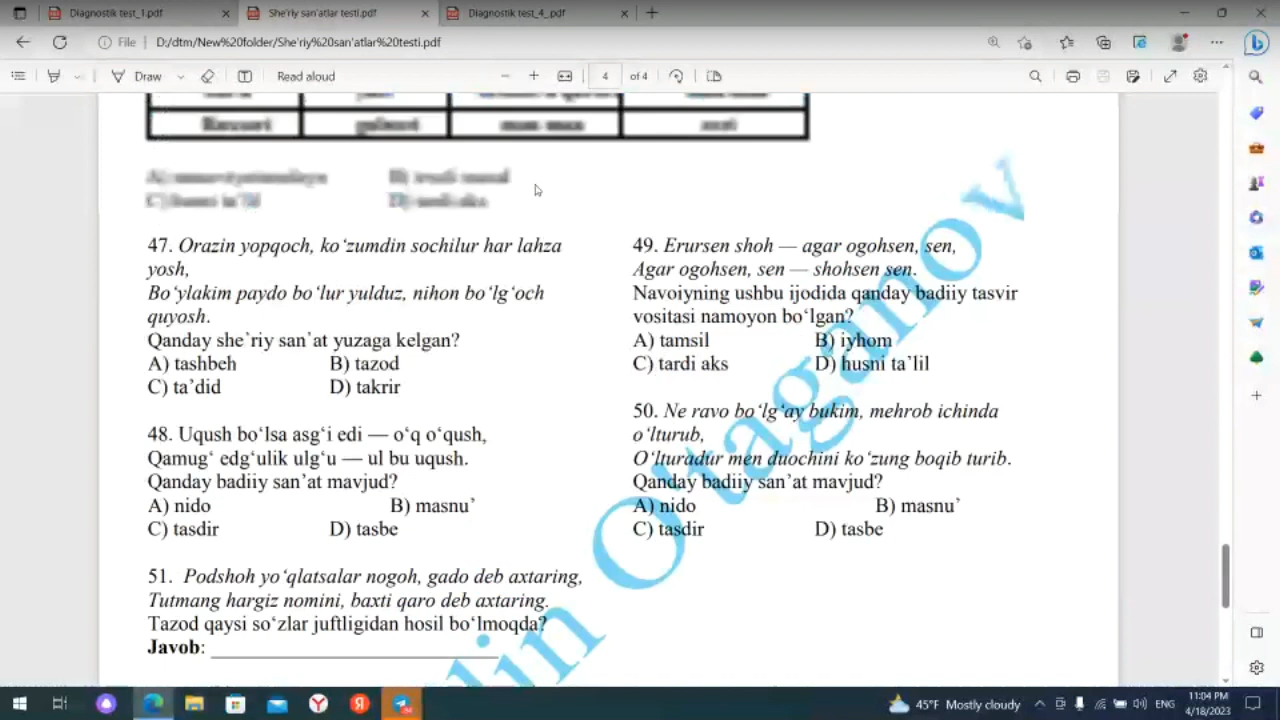 Diagnostik test_1.pdf
She'riy san'atlar testi.pdf
Diagnostik test_4_.pdf
File
D:/dtm/New%20folder/She'riy%20san'atlar%20testi.pdf
Draw
Read aloud
4
of 4
47. Orazin yopqoch, ko‘zumdin sochilur har lahza
yosh,
Bo‘ylakim paydo bo‘lur yulduz, nihon bo‘lg‘och
quyosh.
Qanday she’riy san’at yuzaga kelgan?
A) tashbeh B) tazod
C) ta’did D) takrir
48. Uqush bo‘lsa asg‘i edi — o‘q o‘qush,
Qamug‘ edg‘ulik ulg‘u — ul bu uqush.
Qanday badiiy san’at mavjud?
A) nido B) masnu’
C) tasdir D) tasbe
51. Podshoh yo‘qlatsalar nogoh, gado deb axtaring,
Tutmang hargiz nomini, baxti qaro deb axtaring.
Tazod qaysi so‘zlar juftligidan hosil bo‘lmoqda?
Javob:
49. Erursen shoh — agar ogohsen, sen,
Agar ogohsen, sen — shohsen sen.
Navoiyning ushbu ijodida qanday badiiy tasvir
vositasi namoyon bo‘lgan?
A) tamsil B) iyhom
C) tardi aks D) husni ta’lil
50. Ne ravo bo‘lg‘ay bukim, mehrob ichinda
o‘lturub,
O‘lturadur men duochini ko‘zung boqib turib.
Qanday badiiy san’at mavjud?
A) nido B) masnu’
C) tasdir D) tasbe
din O'taganov
45°F Mostly cloudy
ENG
11:04 PM
4/18/2023